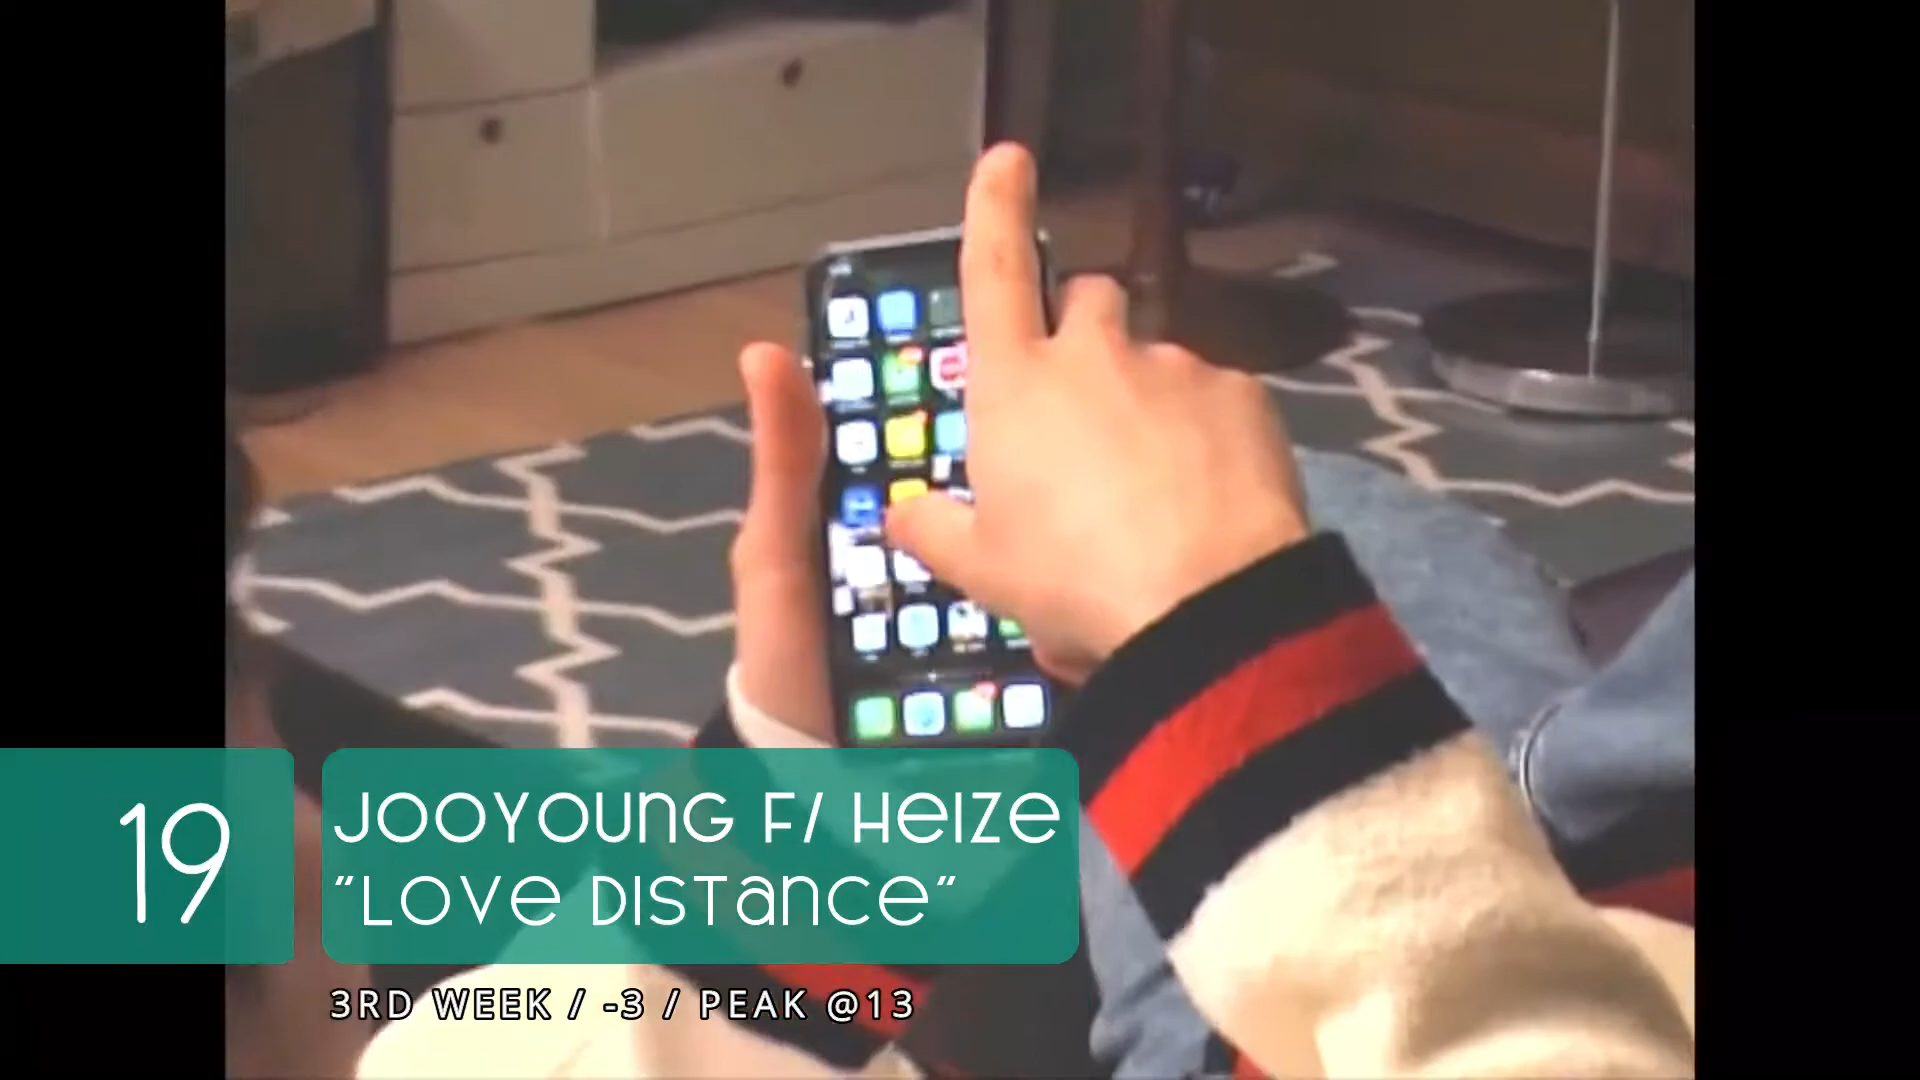 19
JOOYOUNG F/ HEIZE
"LOVE DISTANCE"
3RD WEEK / -3 / PEAK @13